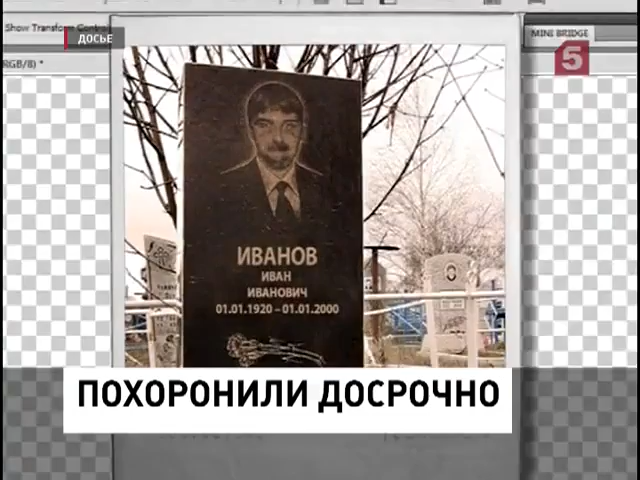 Show Transform Contr
ДОСЬЕ
MINI BRIDGE
5
RGB/8) *
ИВАНОВ
ИВАН
ИВАНОВИЧ
01.01.1920 – 01.01.2000
ПОХОРОНИЛИ ДОСРОЧНО